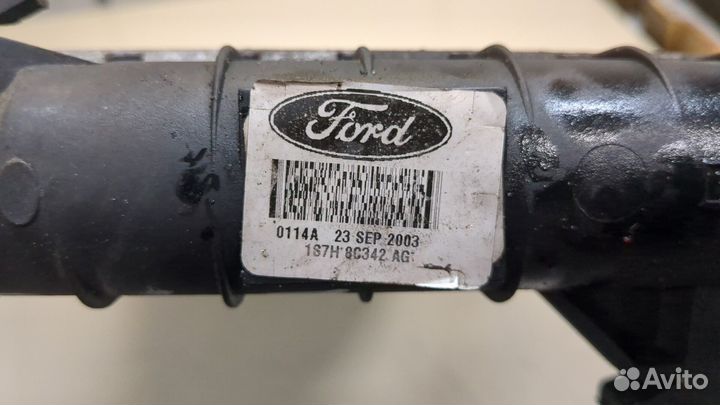 Ford
0114A 23 SEP 2003
1S7H 8C342 AG
Avito